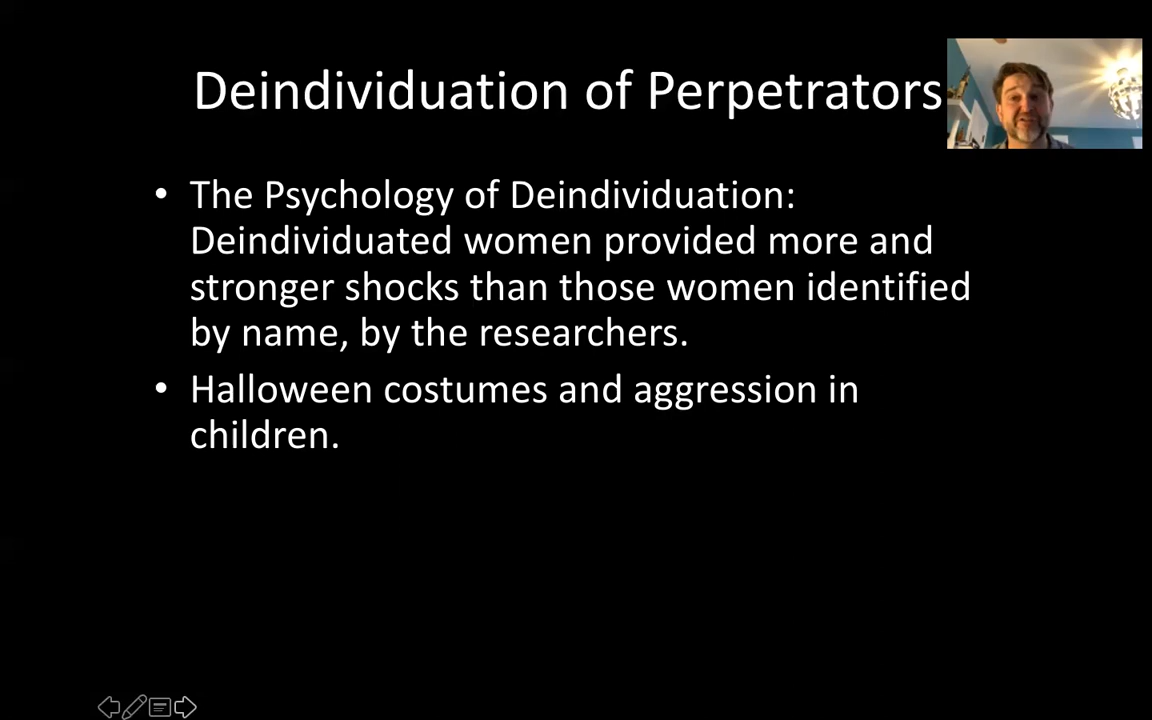 Deindividuation of Perpetrators
• The Psychology of Deindividuation:
Deindividuated women provided more and
stronger shocks than those women identified
by name, by the researchers.
• Halloween costumes and aggression in
children.